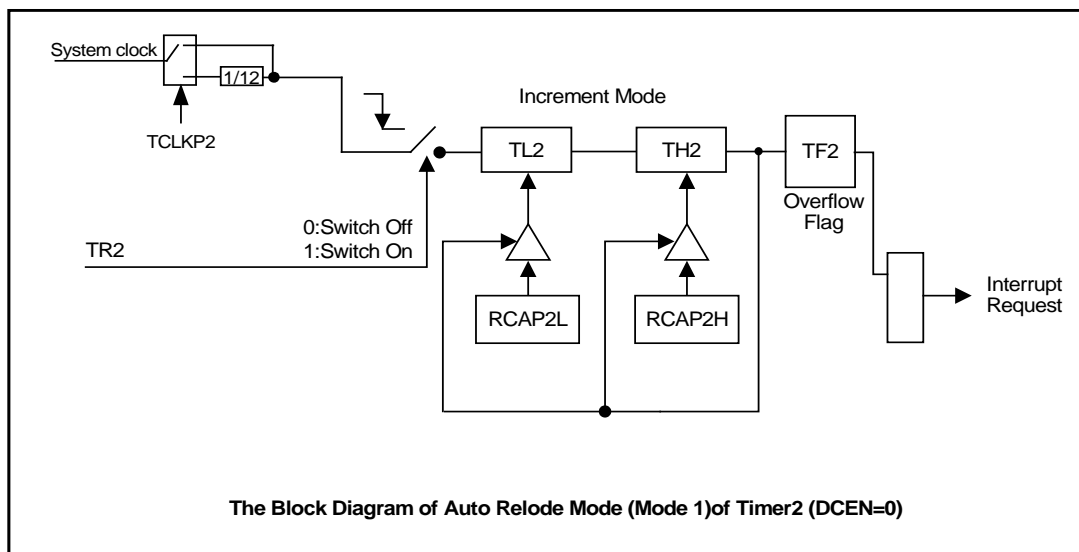 System clock
1/12
TCLKP2
Increment Mode
TL2
TH2
TF2
Overflow
Flag
0:Switch Off
1:Switch On
TR2
RCAP2L
RCAP2H
Interrupt
Request
The Block Diagram of Auto Relode Mode (Mode 1)of Timer2 (DCEN=0)